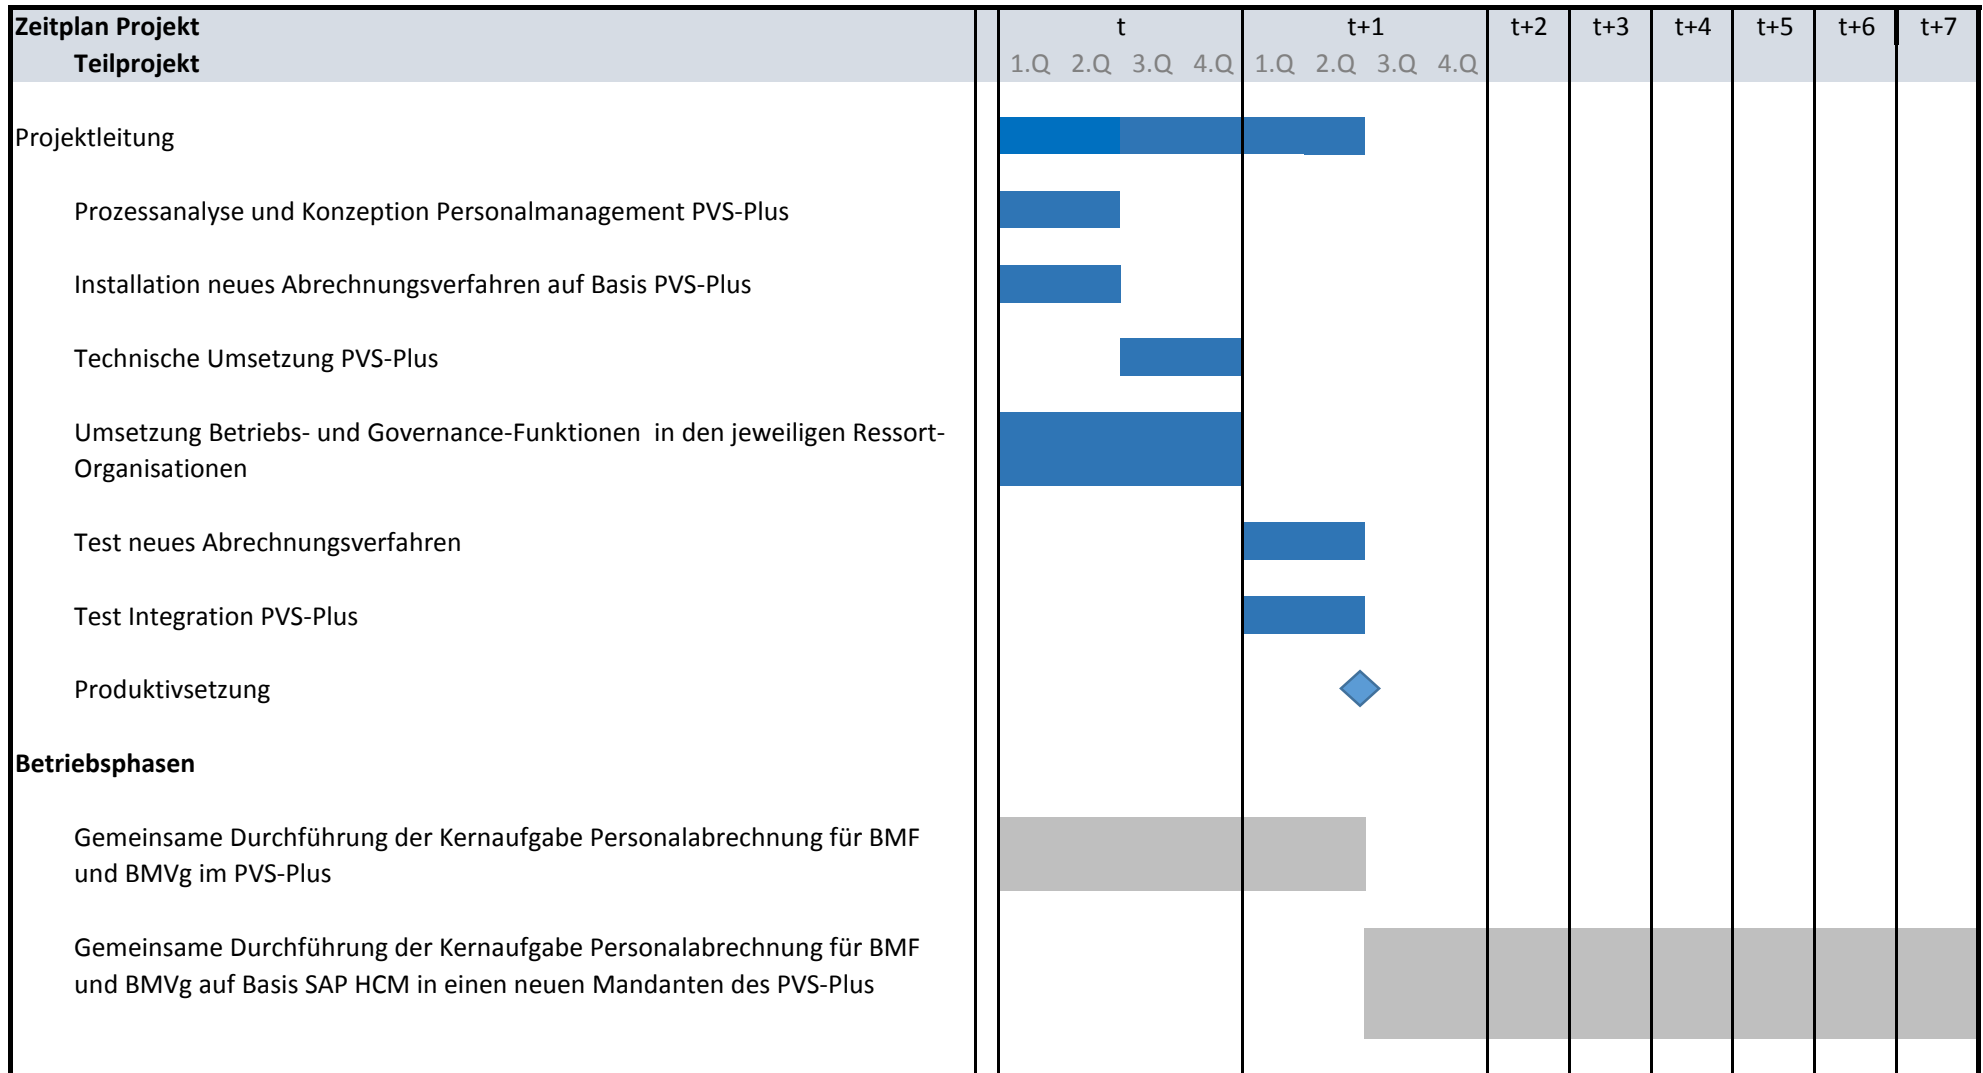 Zeitplan Projekt t t+1 t+2 t+3 t+4 t+5 t+6 t+7
Teilprojekt 1.Q 2.Q 3.Q 4.Q 1.Q 2.Q 3.Q 4.Q
Projektleitung
Prozessanalyse und Konzeption Personalmanagement PVS-Plus
Installation neues Abrechnungsverfahren auf Basis PVS-Plus
Technische Umsetzung PVS-Plus
Umsetzung Betriebs- und Governance-Funktionen in den jeweiligen Ressort-
Organisationen
Test neues Abrechnungsverfahren
Test Integration PVS-Plus
Produktivsetzung
Betriebsphasen
Gemeinsame Durchführung der Kernaufgabe Personalabrechnung für BMF
und BMVg im PVS-Plus
Gemeinsame Durchführung der Kernaufgabe Personalabrechnung für BMF
und BMVg auf Basis SAP HCM in einen neuen Mandanten des PVS-Plus